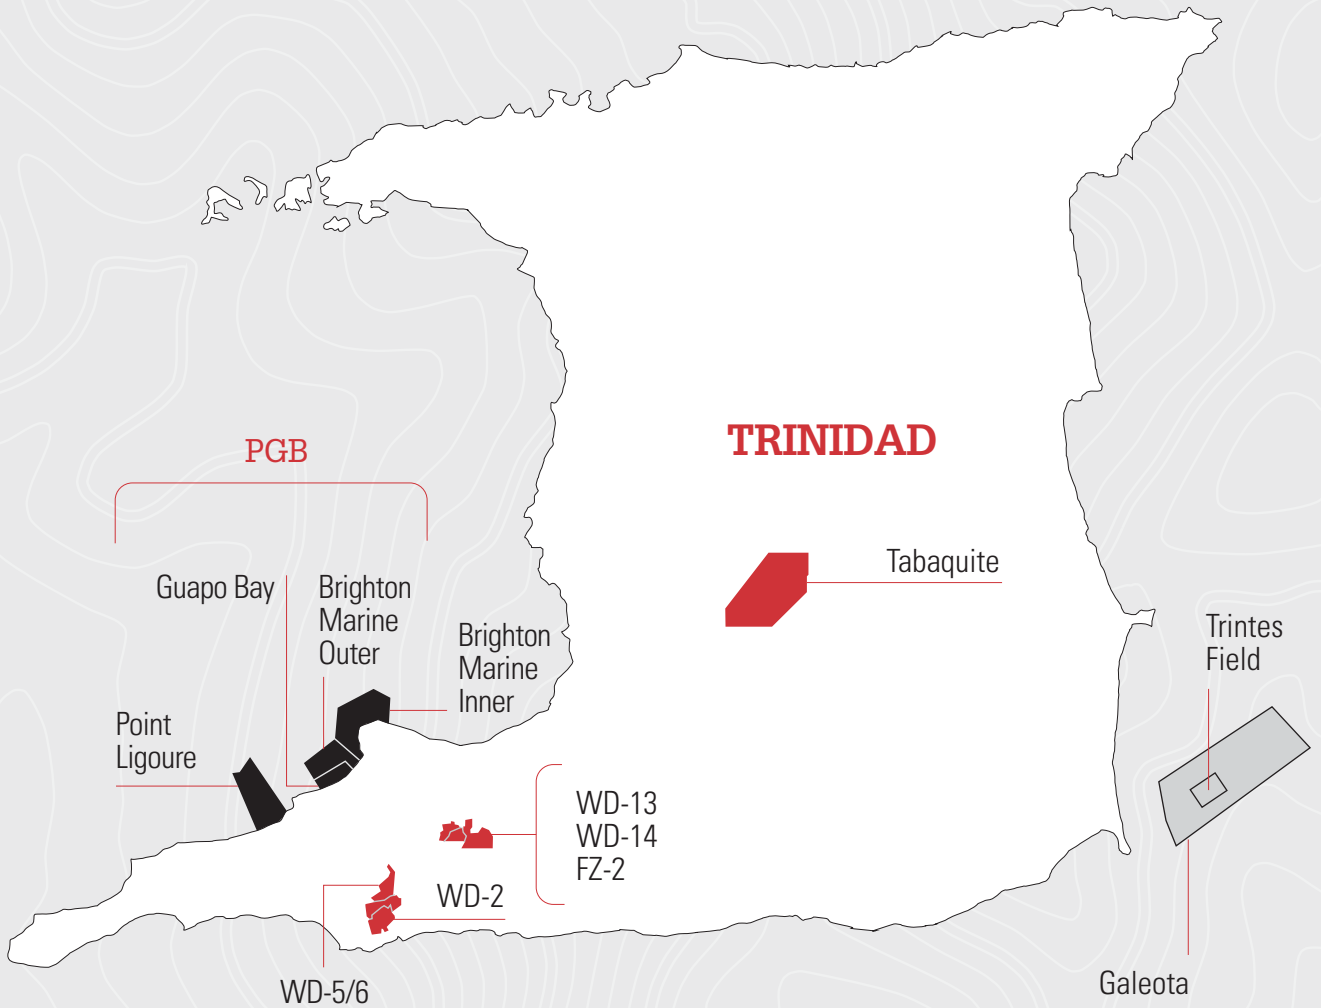 TRINIDAD
PGB
Tabaquite
Guapo Bay
Brighton
Marine
Outer
Brighton
Marine
Inner
Trintes
Field
Point
Ligoure
WD-13
WD-14
FZ-2
WD-2
WD-5/6
Galeota